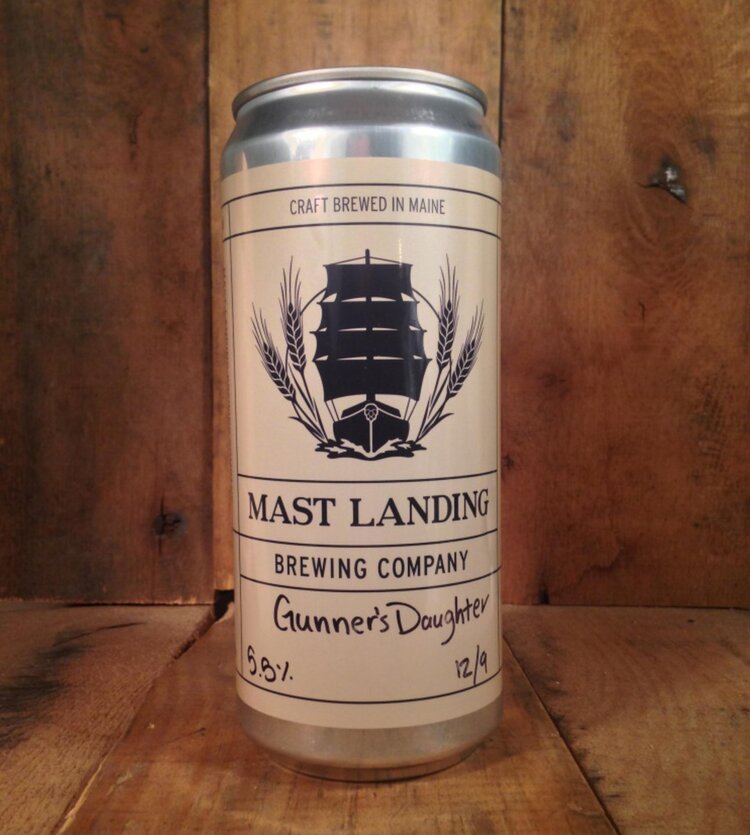 CRAFT BREWED IN MAINE
MAST LANDING
BREWING COMPANY
Gunner's Daughter
5.8% 12/9